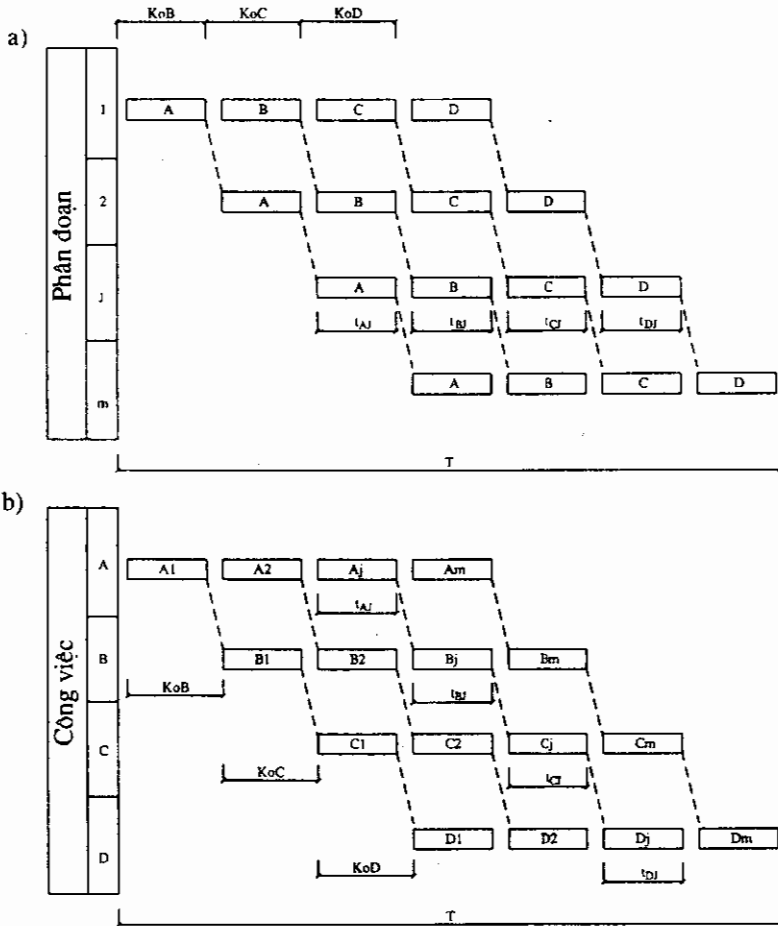 KoB KoC KoD
a)
Phân đoạn
1 A B C D
2 A B C D
J A B C D
tAJ tBJ tCJ tDJ
m A B C D
T
b)
Công việc
A A1 A2 Aj Am
tAJ
B B1 B2 Bj Bm
KoB tBJ
C C1 C2 Cj Cm
KoC tCJ
D D1 D2 Dj Dm
KoD tDJ
T